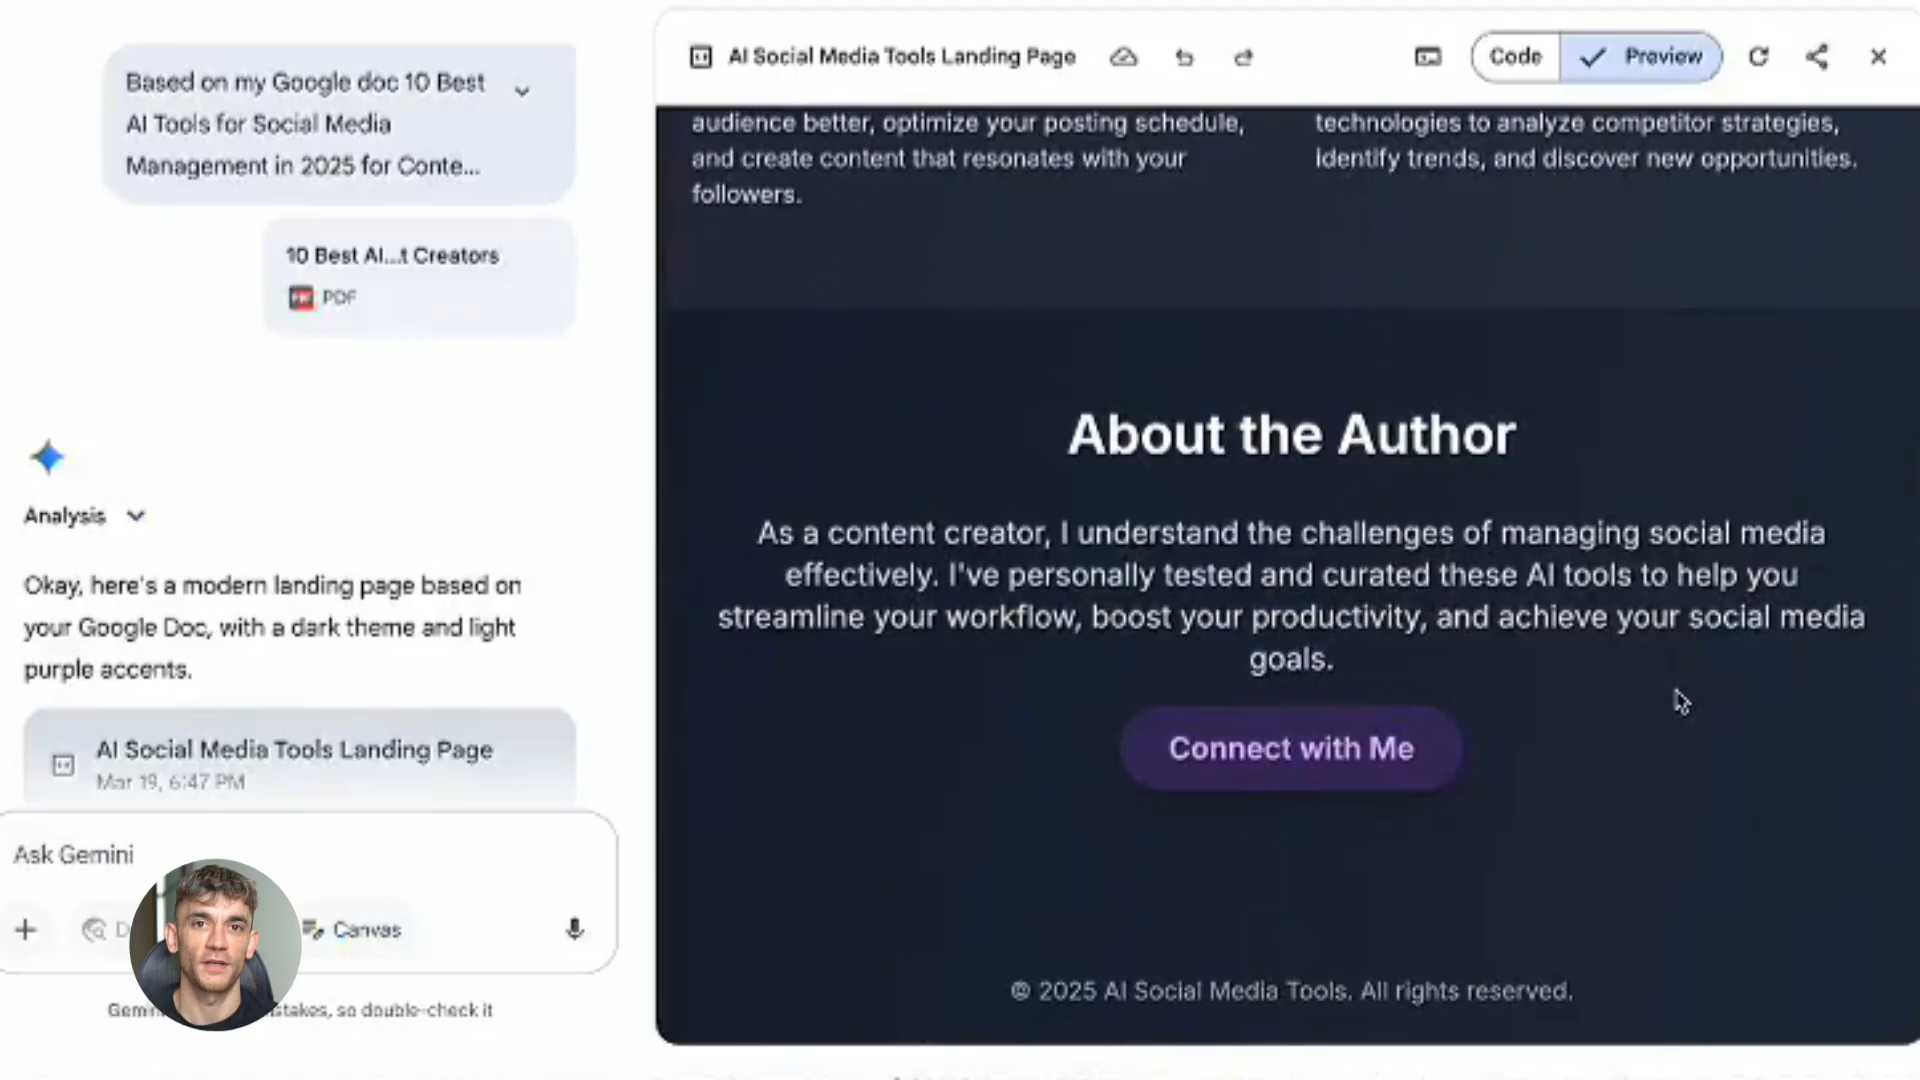 Based on my Google doc 10 Best
AI Tools for Social Media
Management in 2025 for Conte...
10 Best AI...t Creators
PDF
Analysis
Okay, here's a modern landing page based on
your Google Doc, with a dark theme and light
purple accents.
AI Social Media Tools Landing Page
Mar 19, 6:47 PM
Ask Gemini
Canvas
so double-check it
AI Social Media Tools Landing Page
Code
Preview
audience better, optimize your posting schedule,
and create content that resonates with your
followers.
technologies to analyze competitor strategies,
identify trends, and discover new opportunities.
About the Author
As a content creator, I understand the challenges of managing social media
effectively. I've personally tested and curated these AI tools to help you
streamline your workflow, boost your productivity, and achieve your social media
goals.
Connect with Me
© 2025 AI Social Media Tools. All rights reserved.